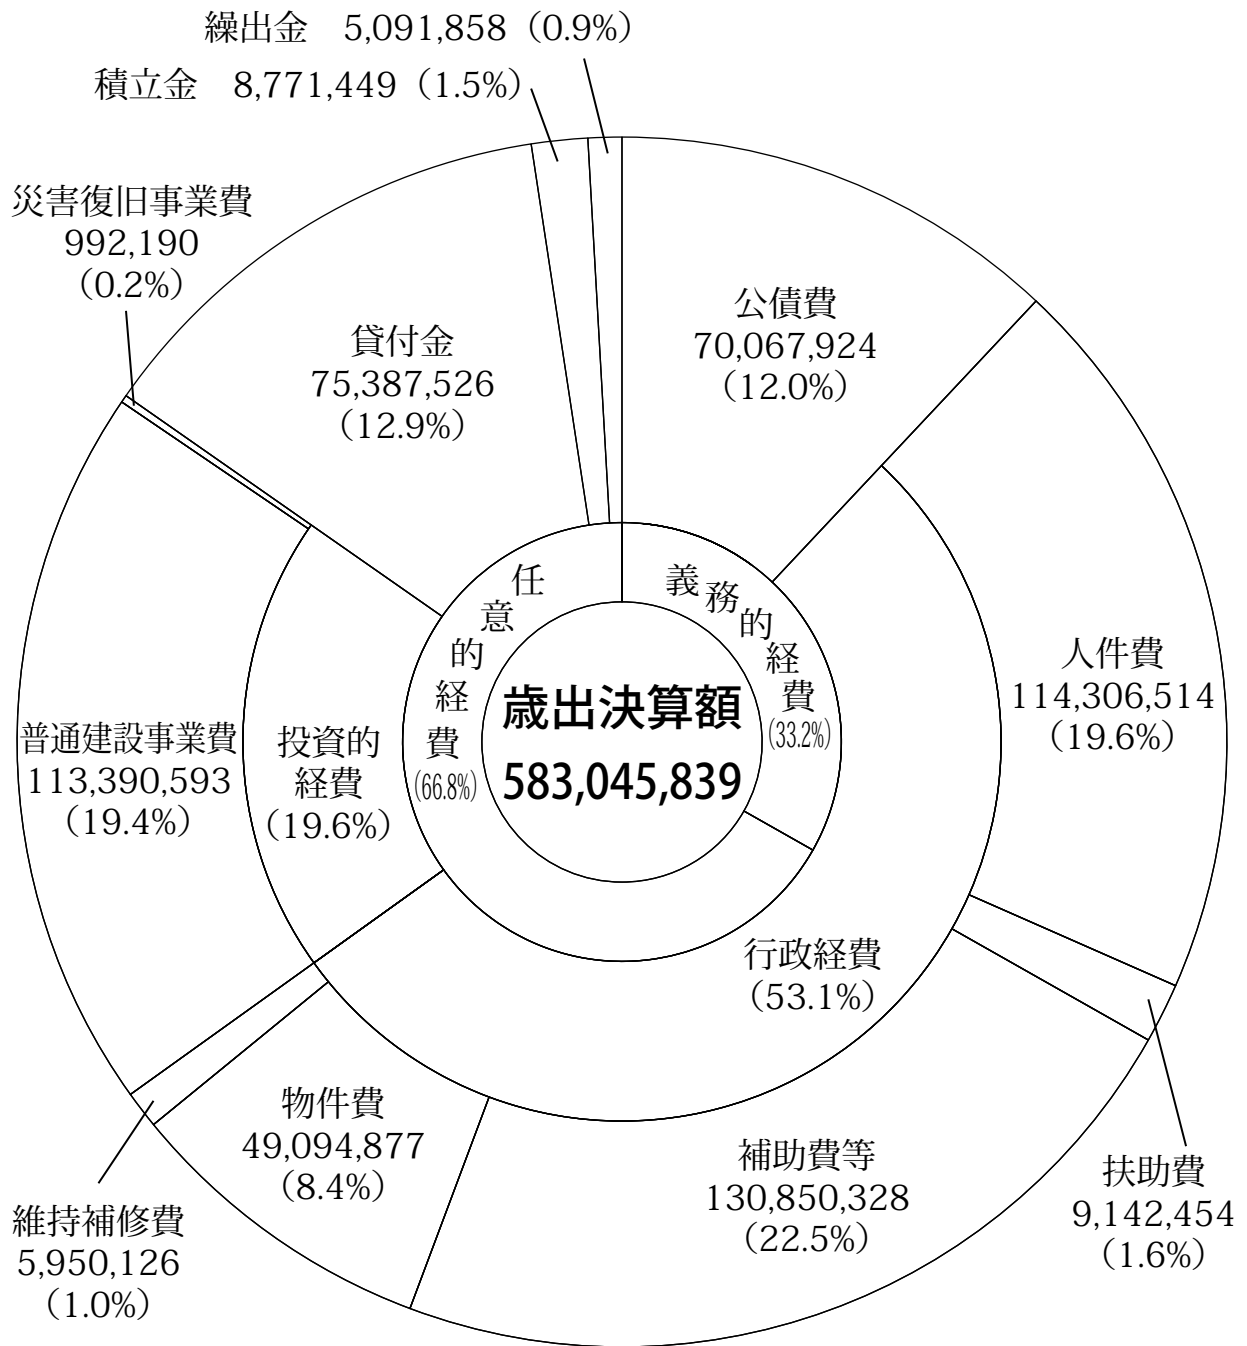 繰出金　5,091,858（0.9%）
積立金　8,771,449（1.5%）
災害復旧事業費
992,190
（0.2%）
貸付金
75,387,526
（12.9%）
公債費
70,067,924
（12.0%）
任意的経費
(66.8%)
義務的経費
(33.2%)
歳出決算額
583,045,839
人件費
114,306,514
（19.6%）
普通建設事業費
113,390,593
（19.4%）
投資的
経費
（19.6%）
行政経費
（53.1%）
物件費
49,094,877
（8.4%）
補助費等
130,850,328
（22.5%）
扶助費
9,142,454
（1.6%）
維持補修費
5,950,126
（1.0%）